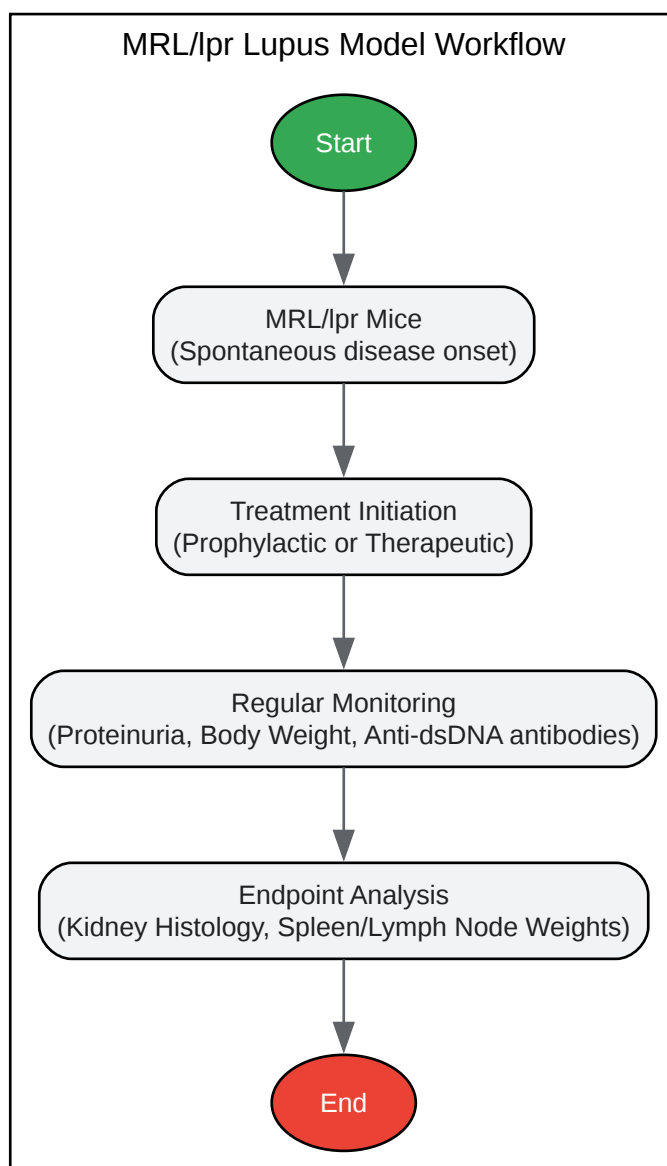 MRL/lpr Lupus Model Workflow
Start
MRL/lpr Mice
(Spontaneous disease onset)
Treatment Initiation
(Prophylactic or Therapeutic)
Regular Monitoring
(Proteinuria, Body Weight, Anti-dsDNA antibodies)
Endpoint Analysis
(Kidney Histology, Spleen/Lymph Node Weights)
End